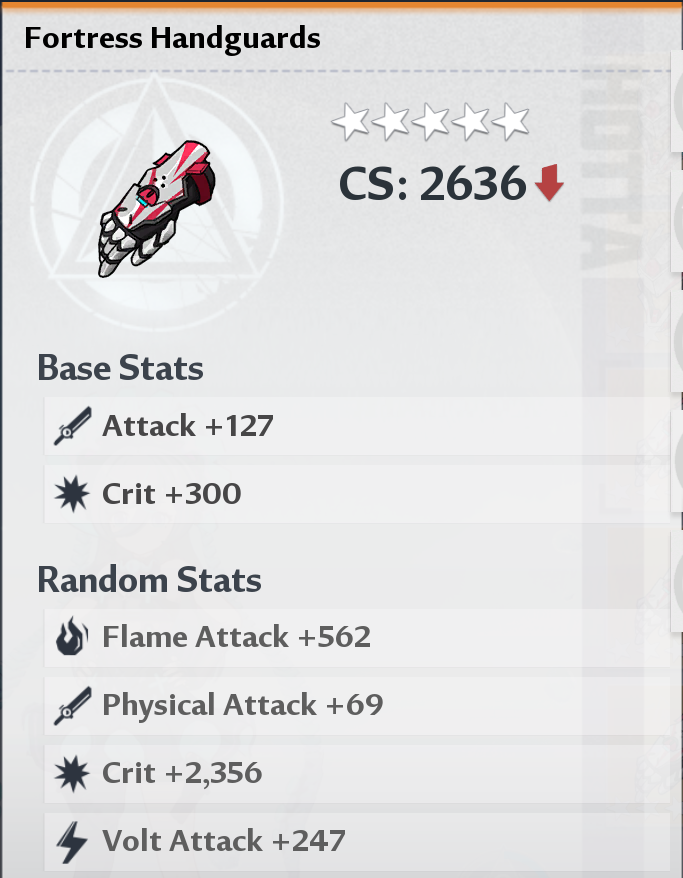 Fortress Handguards
CS: 2636
HOTTA
Base Stats
Attack +127
Crit +300
Random Stats
Flame Attack +562
Physical Attack +69
Crit +2,356
Volt Attack +247